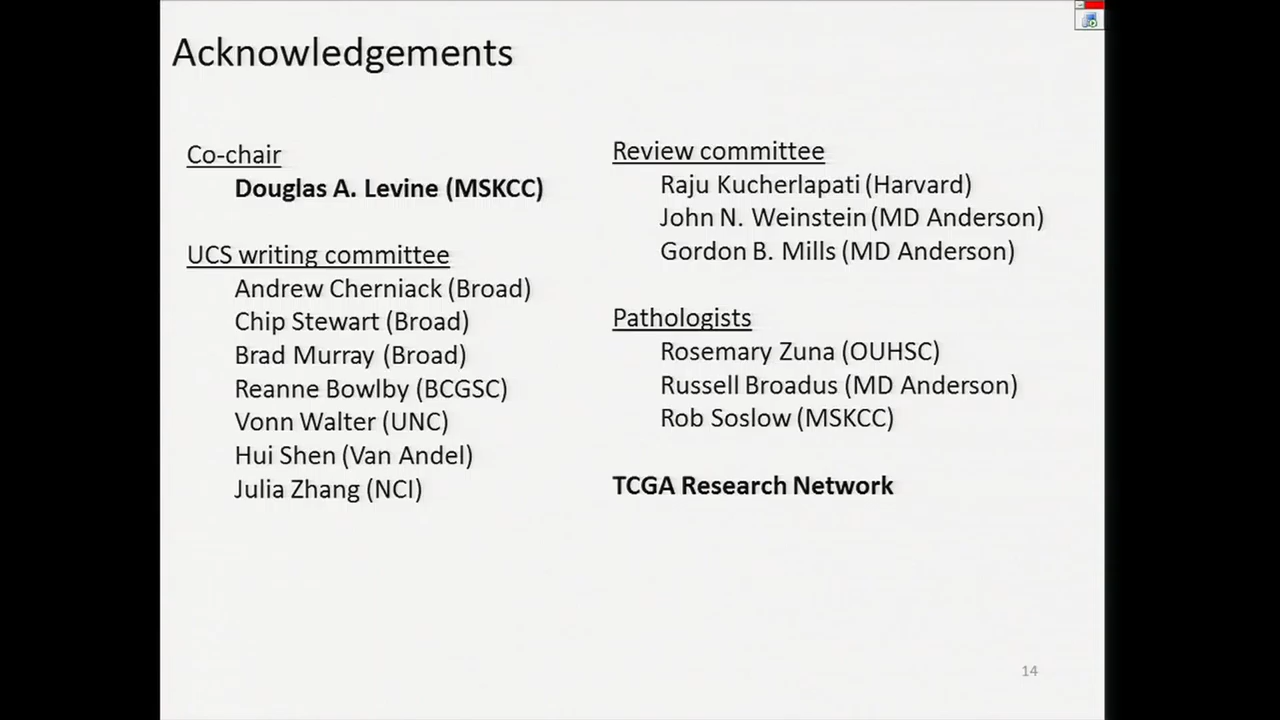 Acknowledgements
Co-chair
Douglas A. Levine (MSKCC)
UCS writing committee
Andrew Cherniack (Broad)
Chip Stewart (Broad)
Brad Murray (Broad)
Reanne Bowlby (BCGSC)
Vonn Walter (UNC)
Hui Shen (Van Andel)
Julia Zhang (NCI)
Review committee
Raju Kucherlapati (Harvard)
John N. Weinstein (MD Anderson)
Gordon B. Mills (MD Anderson)
Pathologists
Rosemary Zuna (OUHSC)
Russell Broadus (MD Anderson)
Rob Soslow (MSKCC)
TCGA Research Network
14